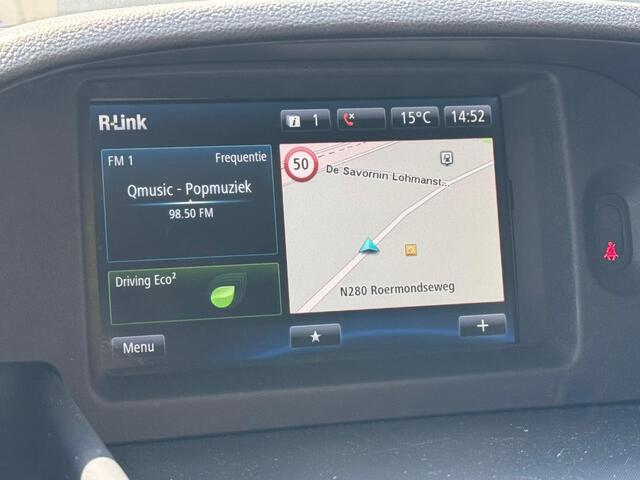 R-Link
1
15°C
14:52
FM 1
Frequentie
Qmusic - Popmuziek
98.50 FM
50
De Savornin Lohmanst...
N280 Roermondseweg
Driving Eco²
Menu